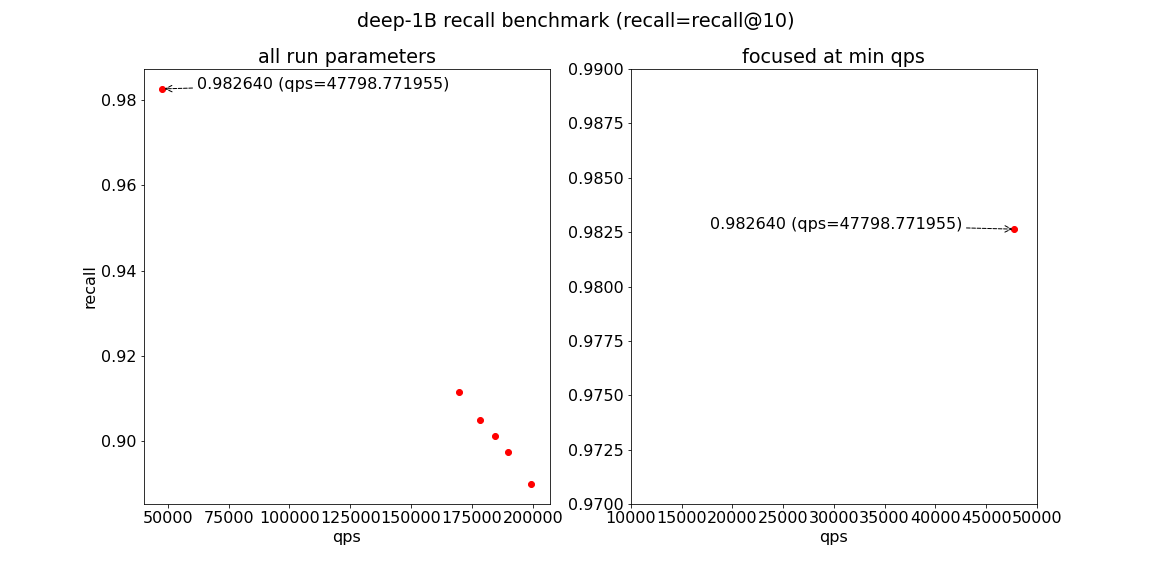 deep-1B recall benchmark (recall=recall@10)
all run parameters
0.982640 (qps=47798.771955)
0.98
0.96
0.94
0.92
0.90
recall
50000 75000 100000 125000 150000 175000 200000
qps
focused at min qps
0.9900
0.9875
0.9850
0.982640 (qps=47798.771955)
0.9825
0.9800
0.9775
0.9750
0.9725
0.9700
10000 15000 20000 25000 30000 35000 40000 45000 50000
qps